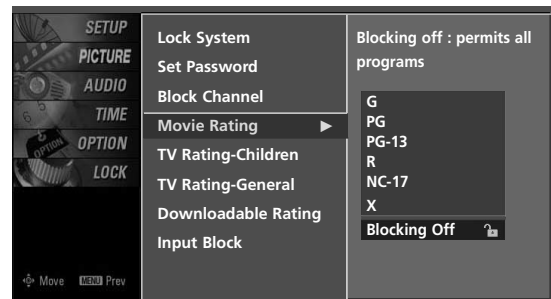 SETUP
PICTURE
AUDIO
TIME
OPTION
LOCK
Move MENU Prev
Lock System
Set Password
Block Channel
Movie Rating
TV Rating-Children
TV Rating-General
Downloadable Rating
Input Block
Blocking off : permits all
programs
G
PG
PG-13
R
NC-17
X
Blocking Off